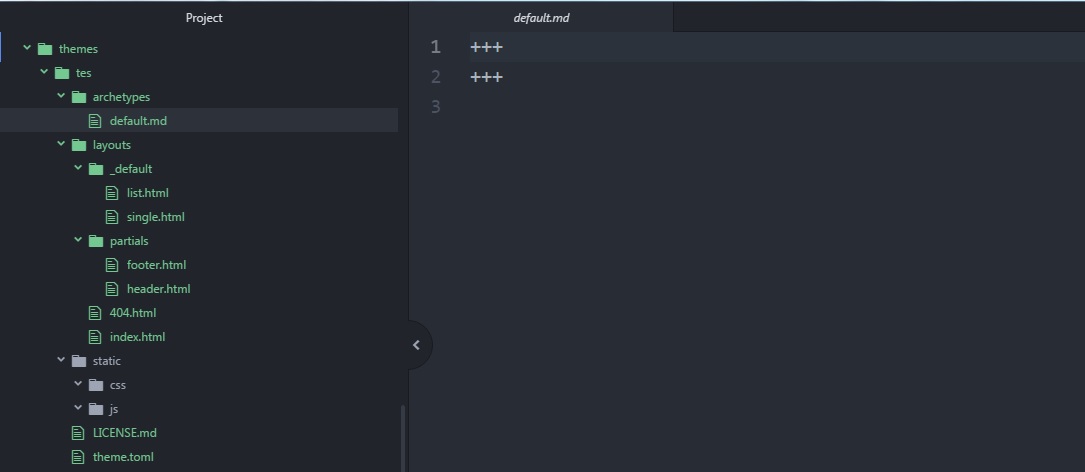 Project
themes
tes
archetypes
default.md
layouts
_default
list.html
single.html
partials
footer.html
header.html
404.html
index.html
static
css
js
LICENSE.md
theme.toml
default.md
1 +++
2 +++
3